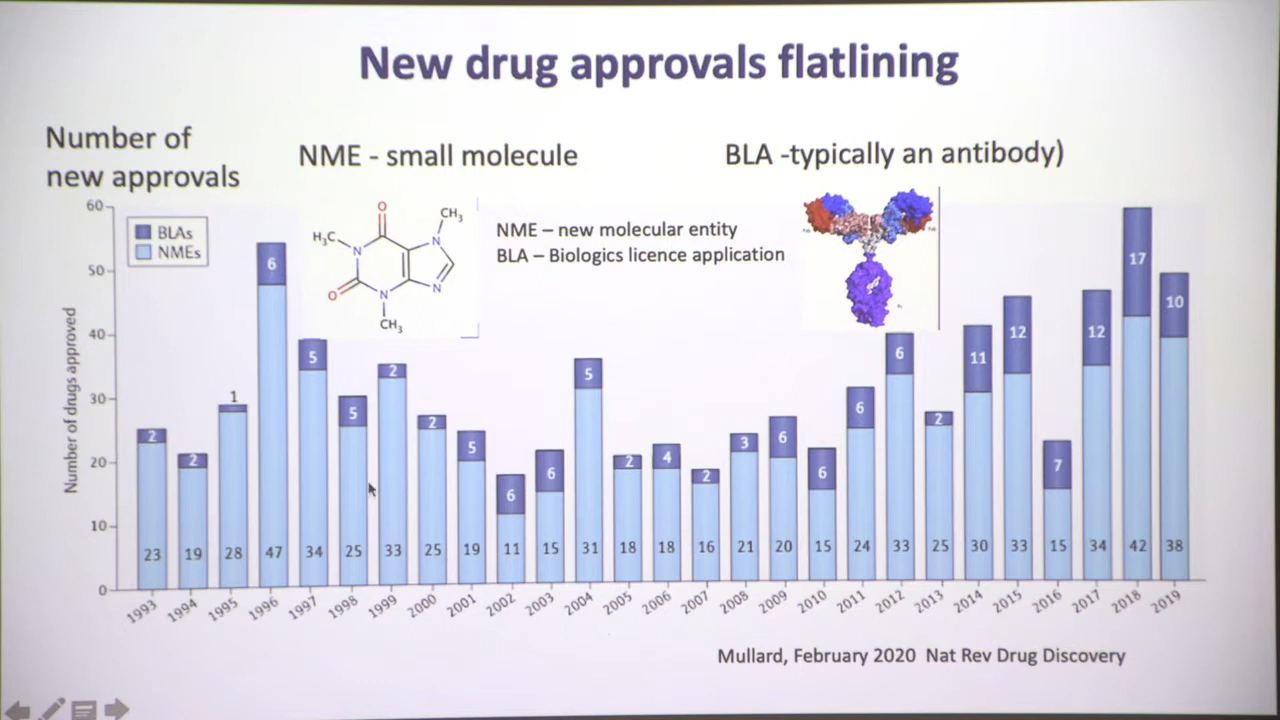 New drug approvals flatlining
Number of
new approvals
NME - small molecule
BLA -typically an antibody)
NME – new molecular entity
BLA – Biologics licence application
O
CH₃
H₃C
N
N
O
N
N
CH₃
BLAs
NMEs
Number of drugs approved
60
50
40
30
20
10
0
2 2 1 6 5 5 2 2 5 6 6 5 2 4 2 3 6 6 6 6 2 11 12 7 12 17 10
23 19 28 47 34 25 33 25 19 11 15 31 18 18 16 21 20 15 24 33 25 30 33 15 34 42 38
1993 1994 1995 1996 1997 1998 1999 2000 2001 2002 2003 2004 2005 2006 2007 2008 2009 2010 2011 2012 2013 2014 2015 2016 2017 2018 2019
Mullard, February 2020 Nat Rev Drug Discovery